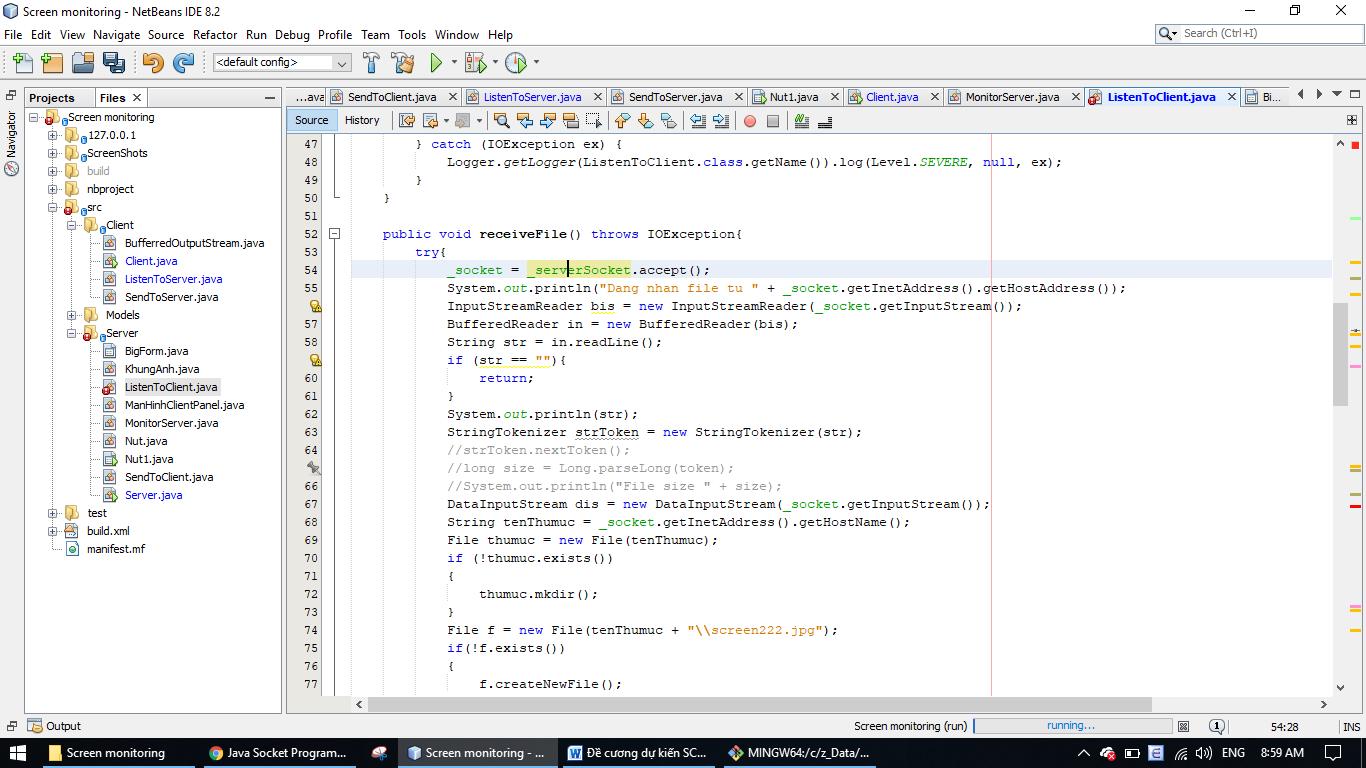 Screen monitoring - NetBeans IDE 8.2
File Edit View Navigate Source Refactor Run Debug Profile Team Tools Window Help
Search (Ctrl+I)
<default config>
Projects Files
...ava SendToClient.java ListenToServer.java SendToServer.java Nut1.java Client.java MonitorServer.java ListenToClient.java Bi...
Navigator
Source History
Screen monitoring
127.0.0.1
ScreenShots
build
nbproject
src
Client
BufferredOutputStream.java
Client.java
ListenToServer.java
SendToServer.java
Models
Server
BigForm.java
KhungAnh.java
ListenToClient.java
ManHinhClientPanel.java
MonitorServer.java
Nut.java
Nut1.java
SendToClient.java
Server.java
test
build.xml
manifest.mf
47 } catch (IOException ex) {
48 Logger.getLogger(ListenToClient.class.getName()).log(Level.SEVERE, null, ex);
49 }
50 }
51
52 public void receiveFile() throws IOException{
53 try{
54 _socket = _serverSocket.accept();
55 System.out.println("Dang nhan file tu " + _socket.getInetAddress().getHostAddress());
InputStreamReader bis = new InputStreamReader(_socket.getInputStream());
57 BufferedReader in = new BufferedReader(bis);
58 String str = in.readLine();
if (str == ""){
60 return;
61 }
62 System.out.println(str);
63 StringTokenizer strToken = new StringTokenizer(str);
64 //strToken.nextToken();
//long size = Long.parseLong(token);
66 //System.out.println("File size " + size);
67 DataInputStream dis = new DataInputStream(_socket.getInputStream());
68 String tenThumuc = _socket.getInetAddress().getHostName();
69 File thumuc = new File(tenThumuc);
70 if (!thumuc.exists())
71 {
72 thumuc.mkdir();
73 }
74 File f = new File(tenThumuc + "\\screen222.jpg");
75 if(!f.exists())
76 {
77 f.createNewFile();
Output
Screen monitoring (run) running... 1 54:28 INS
Screen monitoring Java Socket Program... Screen monitoring - ... Đề cương dự kiến SC... MINGW64:/c/z_Data/... ENG 8:59 AM